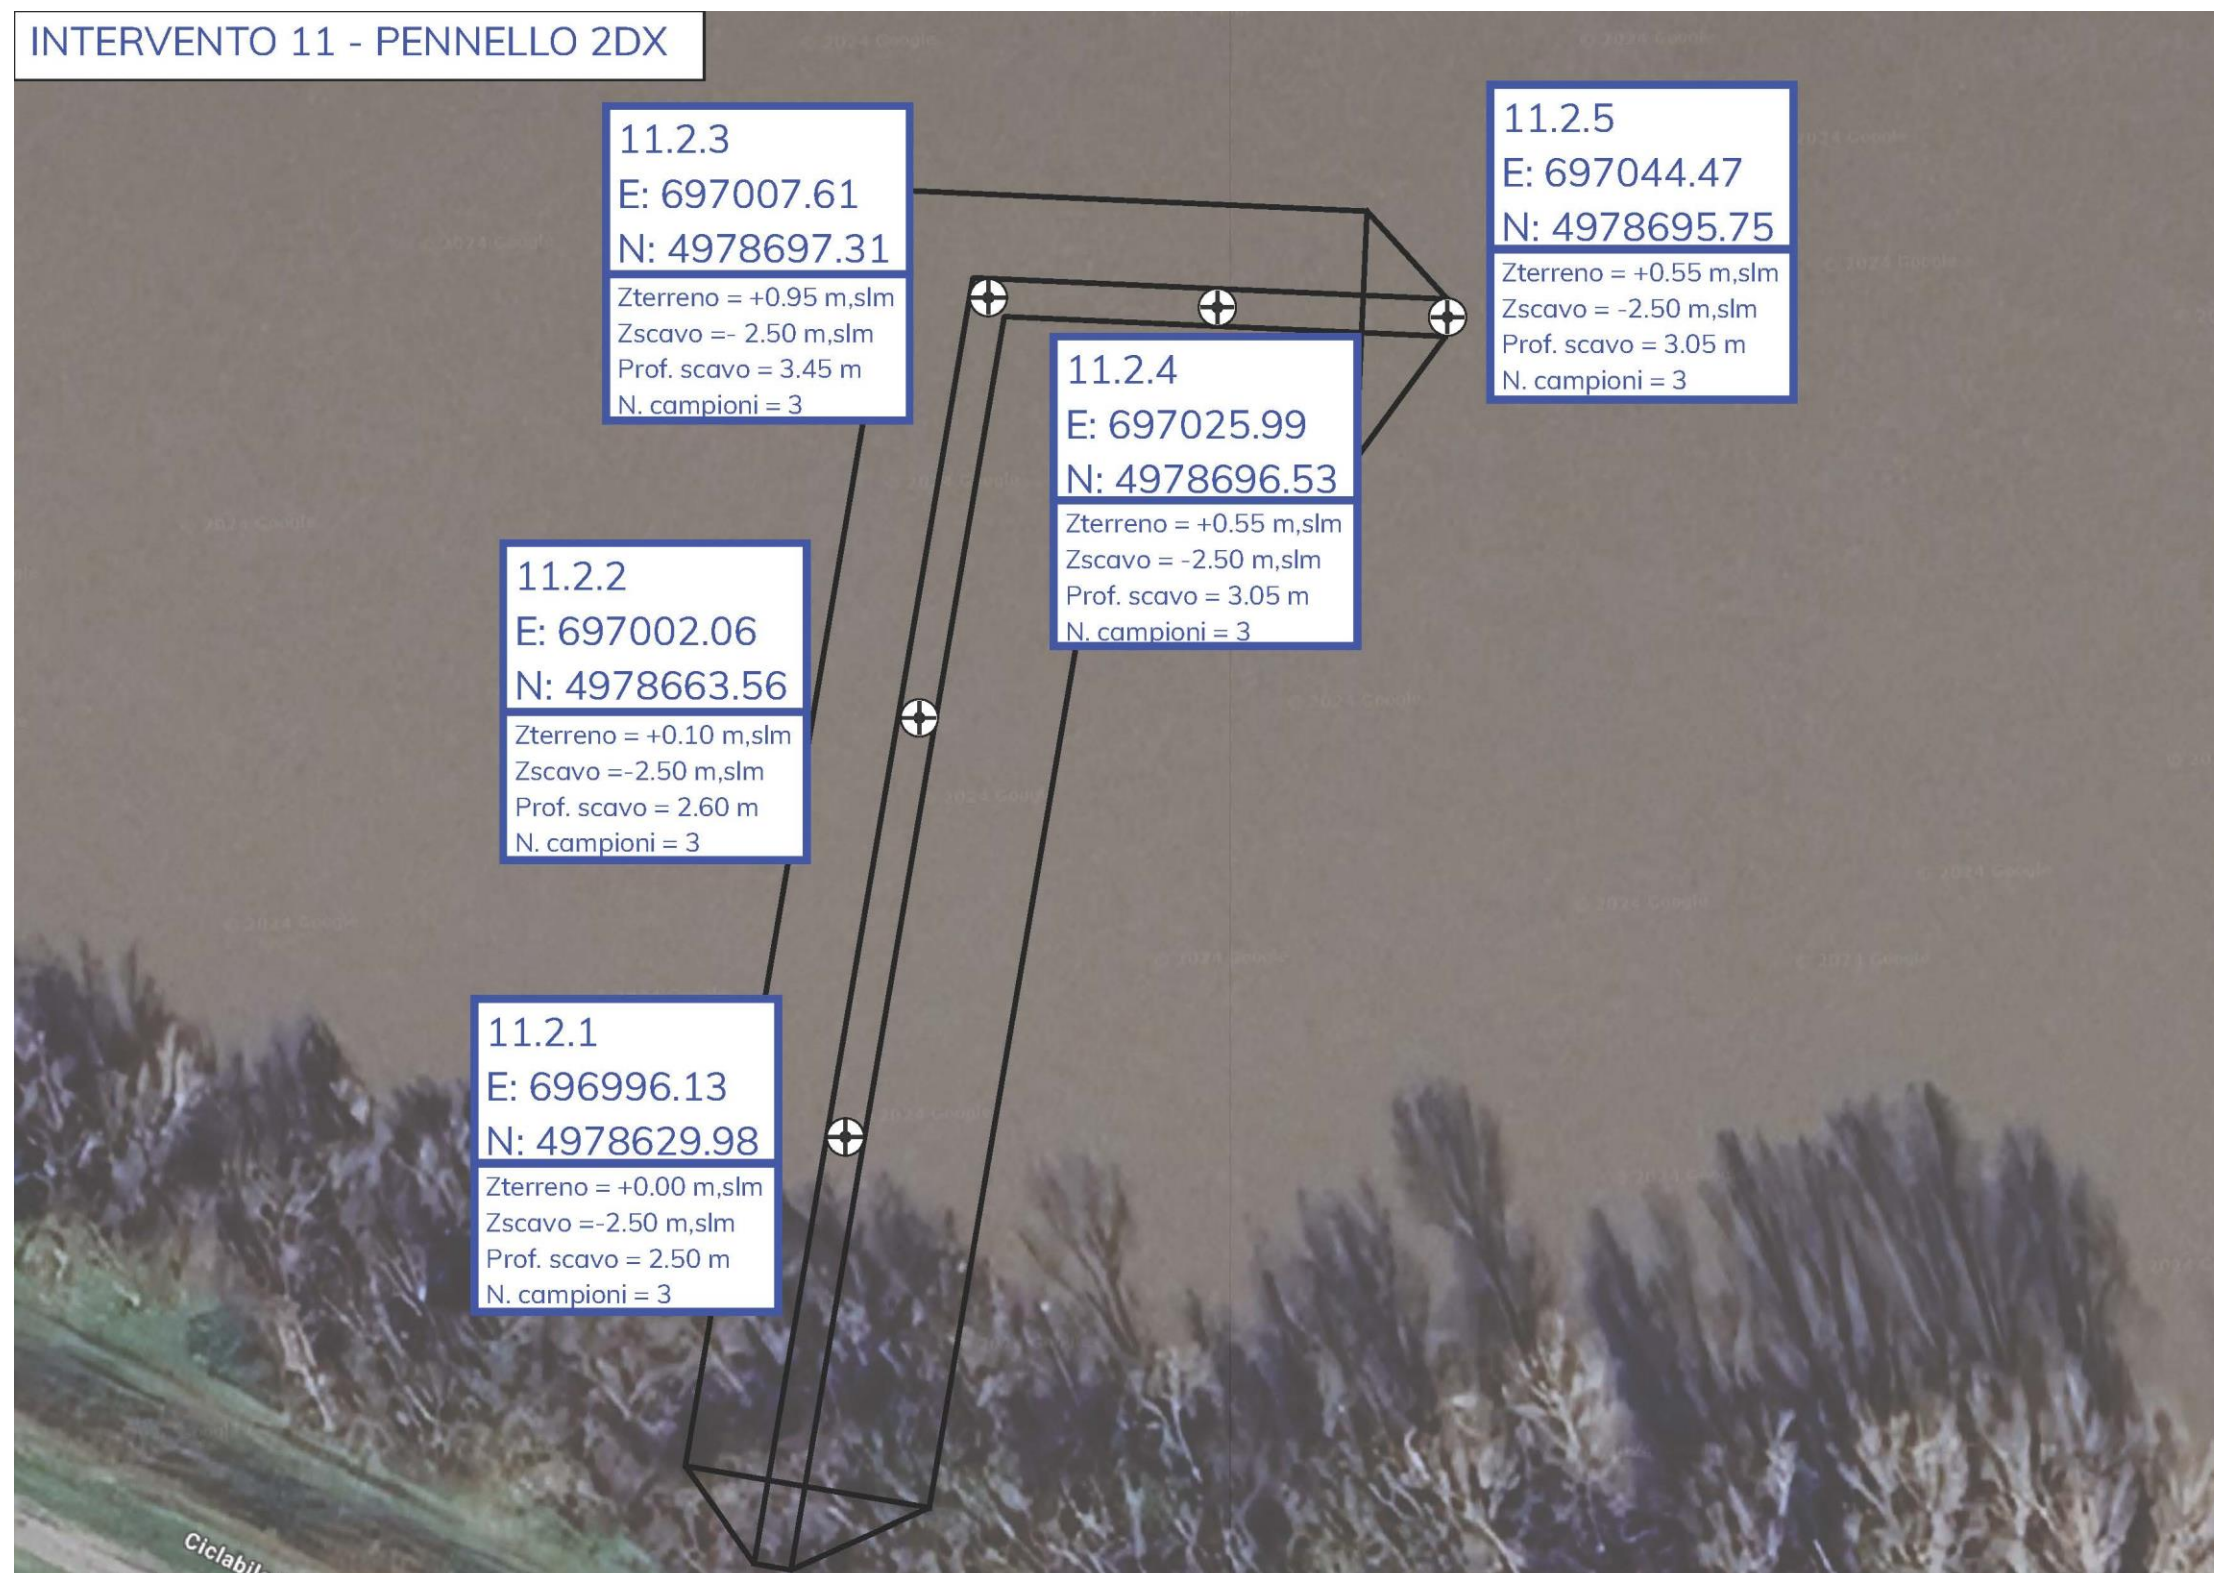 INTERVENTO 11 - PENNELLO 2DX
11.2.3
E: 697007.61
N: 4978697.31
Zterreno = +0.95 m,slm
Zscavo =- 2.50 m,slm
Prof. scavo = 3.45 m
N. campioni = 3
11.2.5
E: 697044.47
N: 4978695.75
Zterreno = +0.55 m,slm
Zscavo = -2.50 m,slm
Prof. scavo = 3.05 m
N. campioni = 3
11.2.4
E: 697025.99
N: 4978696.53
Zterreno = +0.55 m,slm
Zscavo = -2.50 m,slm
Prof. scavo = 3.05 m
N. campioni = 3
11.2.2
E: 697002.06
N: 4978663.56
Zterreno = +0.10 m,slm
Zscavo =-2.50 m,slm
Prof. scavo = 2.60 m
N. campioni = 3
11.2.1
E: 696996.13
N: 4978629.98
Zterreno = +0.00 m,slm
Zscavo =-2.50 m,slm
Prof. scavo = 2.50 m
N. campioni = 3
© 2024 Google